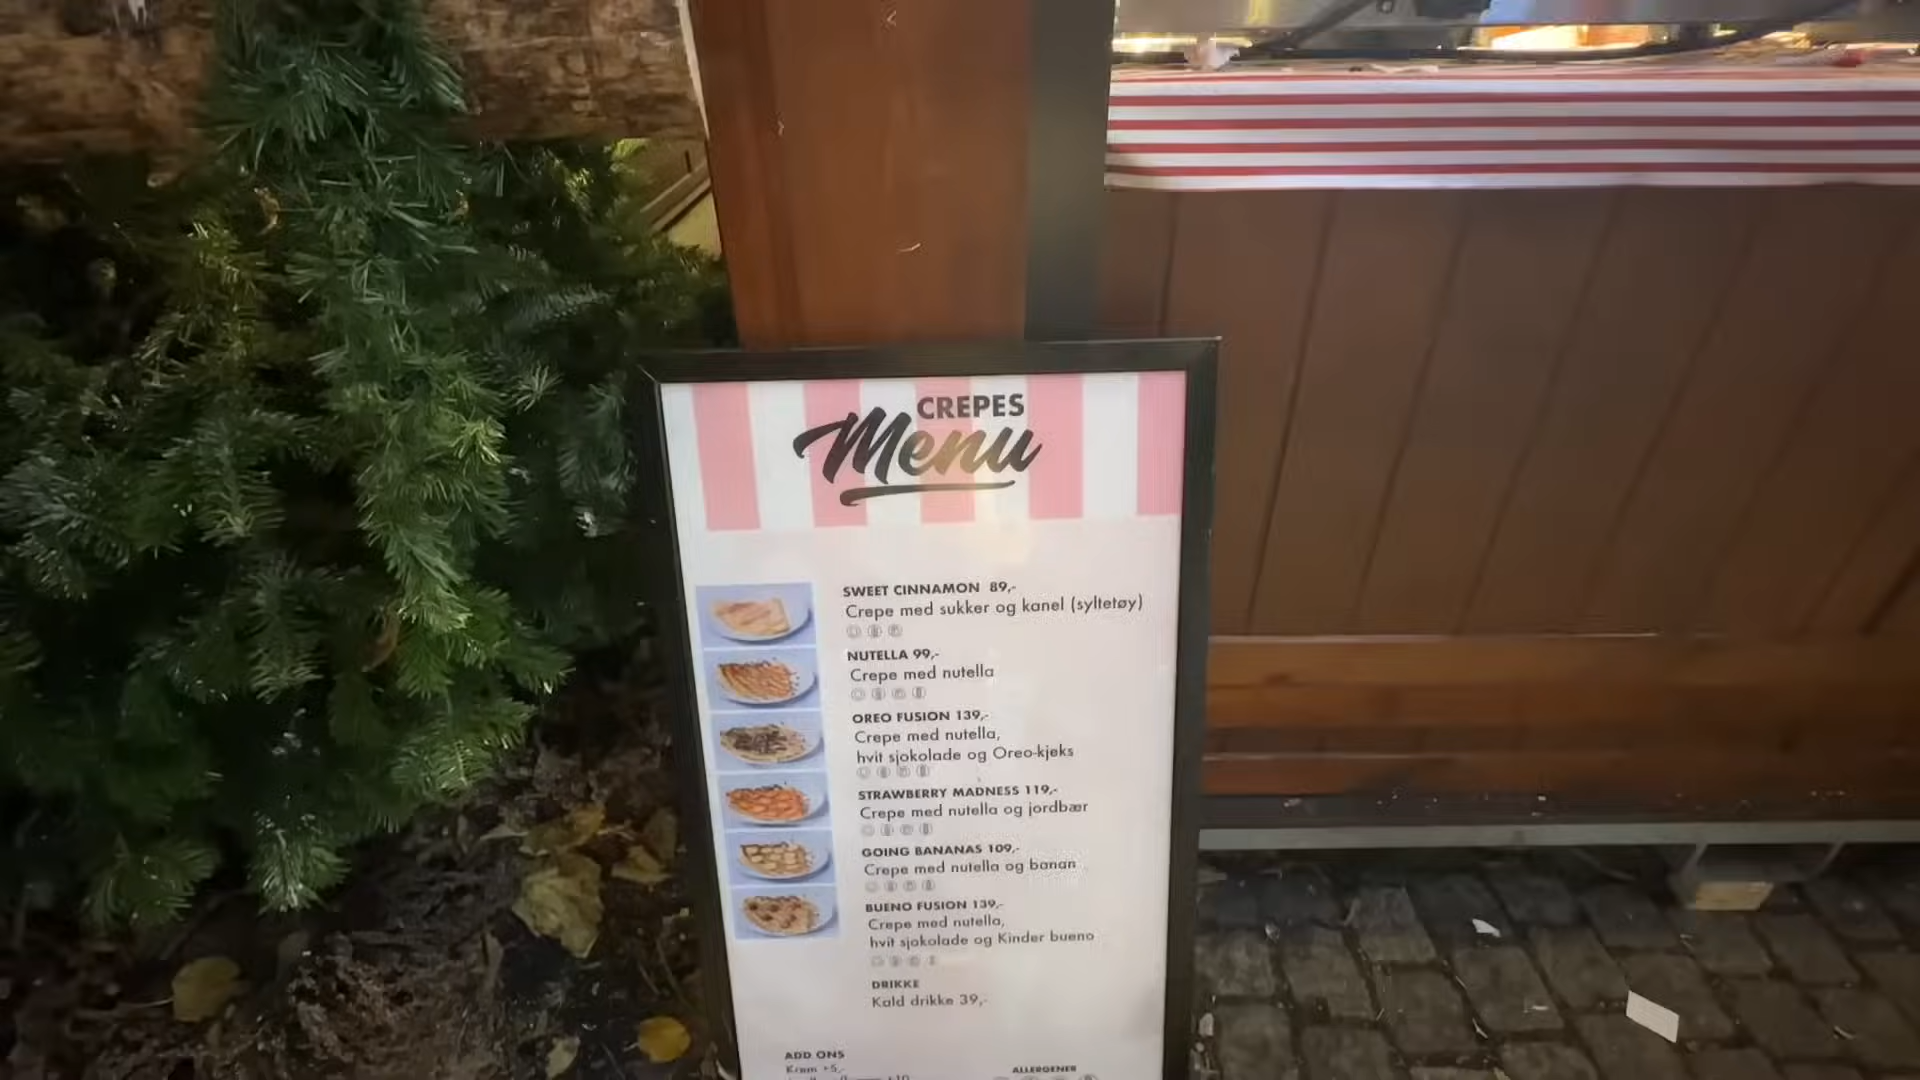 CREPES
Menu
SWEET CINNAMON 89,-
Crepe med sukker og kanel (syltetøy)
NUTELLA 99,-
Crepe med nutella
OREO FUSION 139,-
Crepe med nutella,
hvit sjokolade og Oreo-kjeks
STRAWBERRY MADNESS 119,-
Crepe med nutella og jordbær
GOING BANANAS 109,-
Crepe med nutella og banan
BUENO FUSION 139,-
Crepe med nutella,
hvit sjokolade og Kinder bueno
DRIKKE
Kald drikke 39,-
ADD ONS
Krem +5,-
ALLERGENER